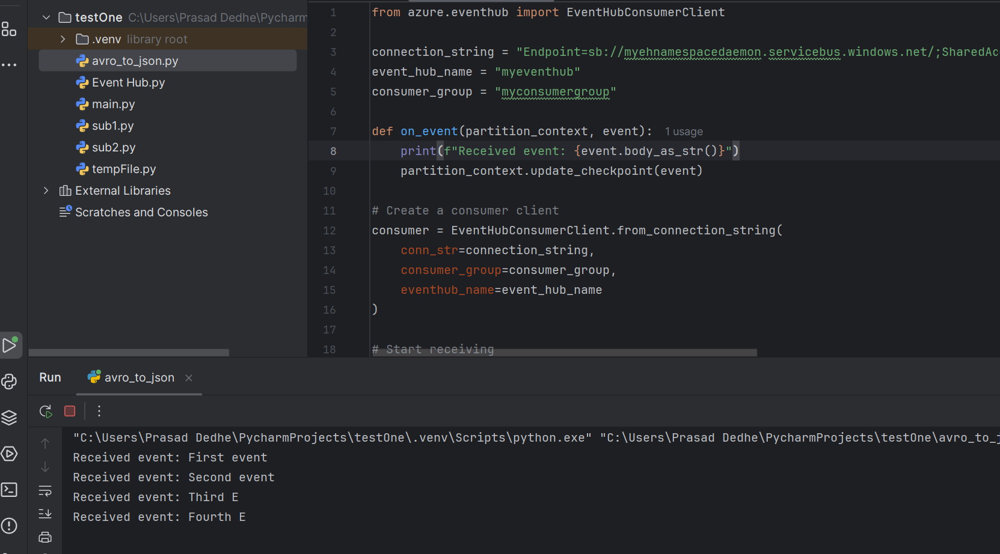 testOne C:\Users\Prasad Dedhe\Pycharm
.venv library root
avro_to_json.py
Event Hub.py
main.py
sub1.py
sub2.py
tempFile.py
External Libraries
Scratches and Consoles
1 from azure.eventhub import EventHubConsumerClient
2
3 connection_string = "Endpoint=sb://myehnamespacedaemon.servicebus.windows.net/;SharedAc
4 event_hub_name = "myeventhub"
5 consumer_group = "myconsumergroup"
6
7 def on_event(partition_context, event): 1 usage
8 print(f"Received event: {event.body_as_str()}")
9 partition_context.update_checkpoint(event)
10
11 # Create a consumer client
12 consumer = EventHubConsumerClient.from_connection_string(
13 conn_str=connection_string,
14 consumer_group=consumer_group,
15 eventhub_name=event_hub_name
16 )
17
18 # Start receiving
Run avro_to_json
"C:\Users\Prasad Dedhe\PycharmProjects\testOne\.venv\Scripts\python.exe" "C:\Users\Prasad Dedhe\PycharmProjects\testOne\avro_to_j
Received event: First event
Received event: Second event
Received event: Third E
Received event: Fourth E